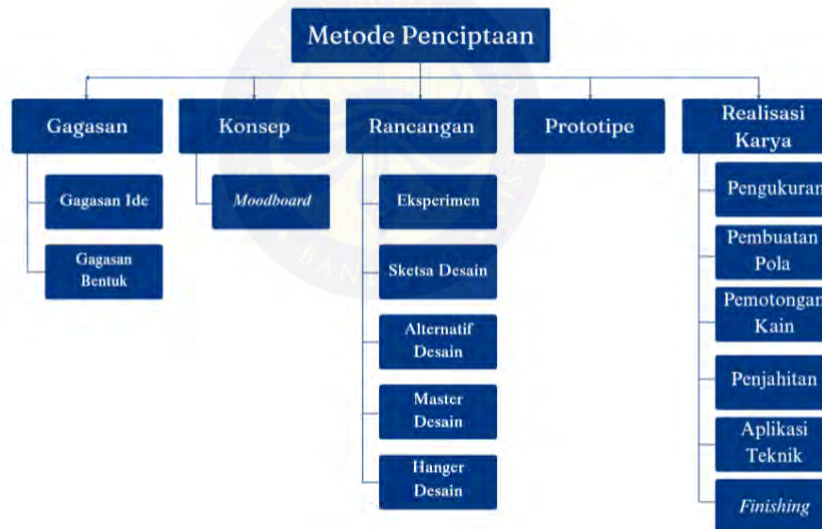 Metode Penciptaan
Gagasan
Konsep
Rancangan
Prototipe
Realisasi
Karya
Gagasan Ide
Gagasan
Bentuk
Moodboard
Eksperimen
Sketsa Desain
Alternatif
Desain
Master
Desain
Hanger
Desain
Pengukuran
Pembuatan
Pola
Pemotongan
Kain
Penjahitan
Aplikasi
Teknik
Finishing